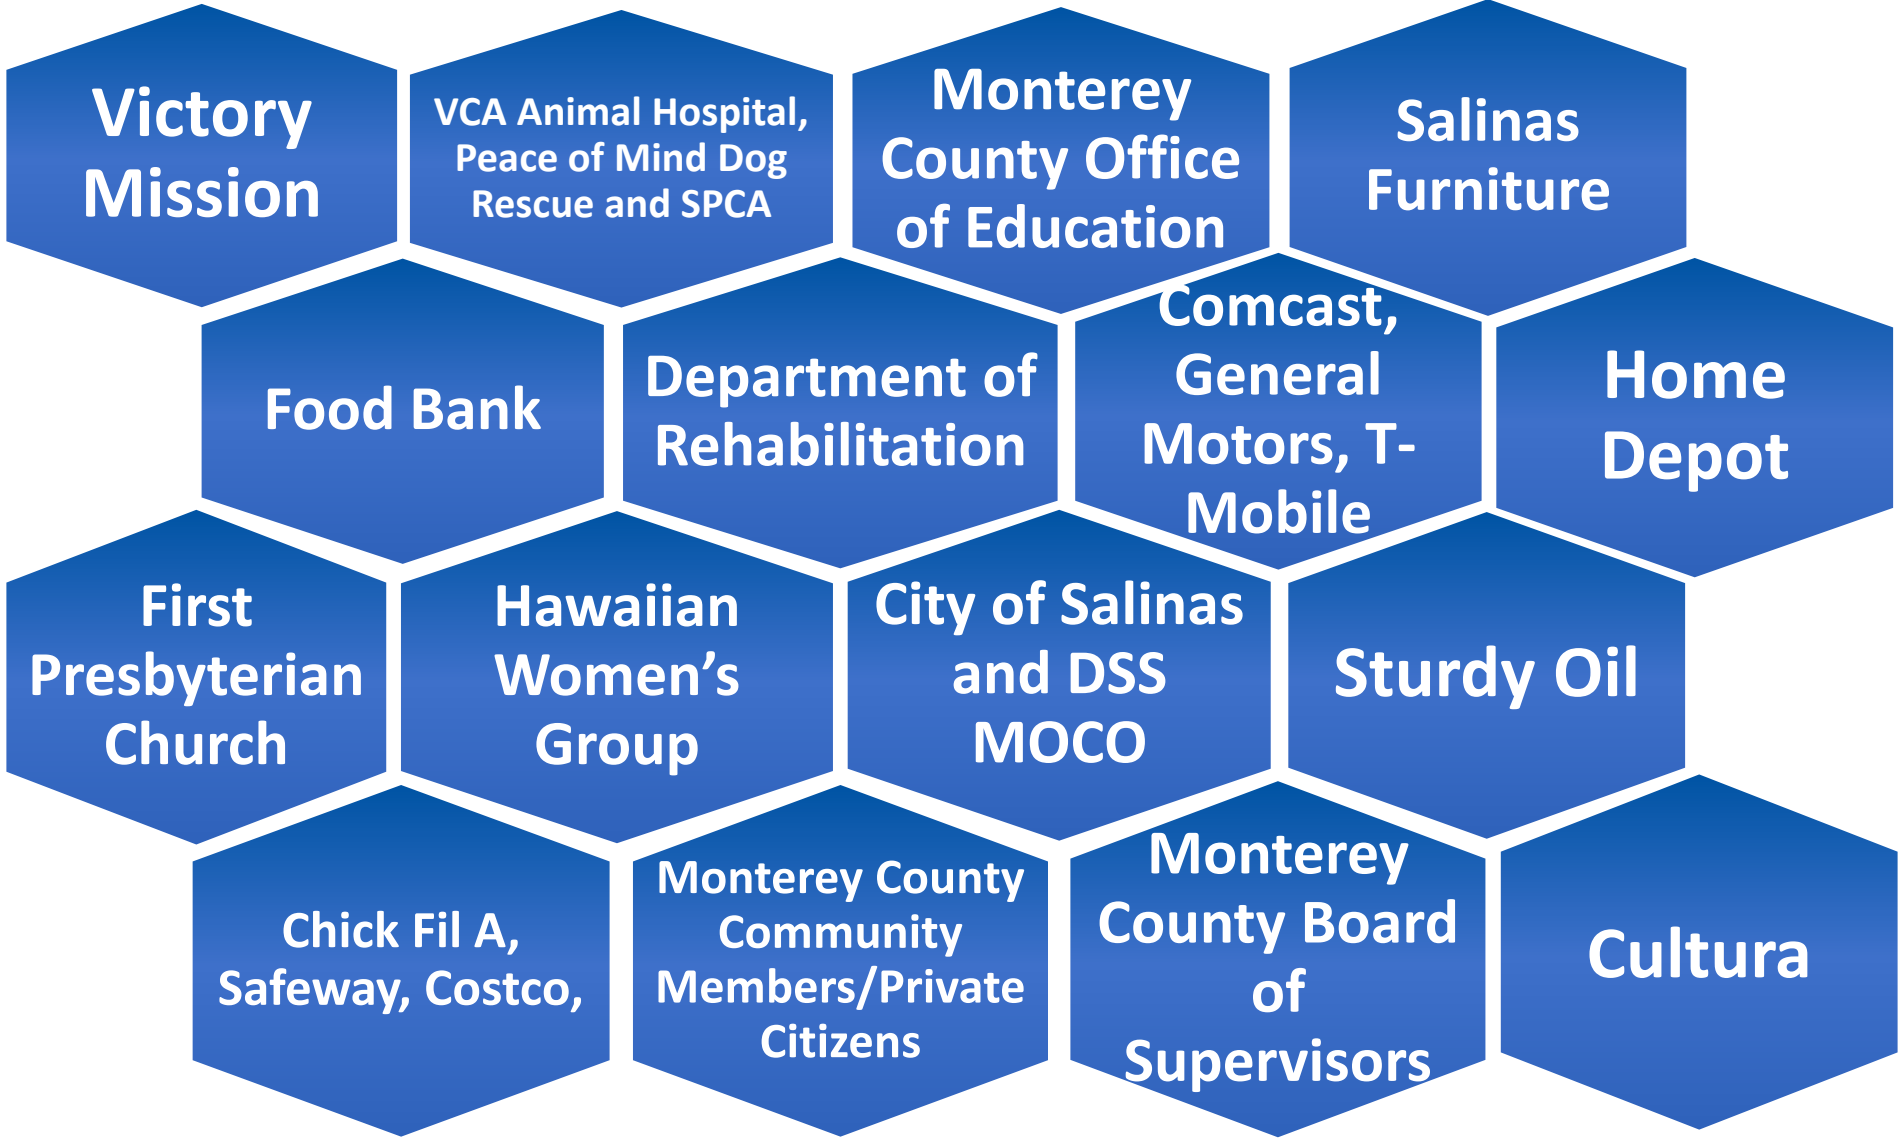 Victory
Mission
VCA Animal Hospital,
Peace of Mind Dog
Rescue and SPCA
Monterey
County Office
of Education
Salinas
Furniture
Food Bank
Department of
Rehabilitation
Comcast,
General
Motors, T-
Mobile
Home
Depot
First
Presbyterian
Church
Hawaiian
Women’s
Group
City of Salinas
and DSS
MOCO
Sturdy Oil
Chick Fil A,
Safeway, Costco,
Monterey County
Community
Members/Private
Citizens
Monterey
County Board
of
Supervisors
Cultura